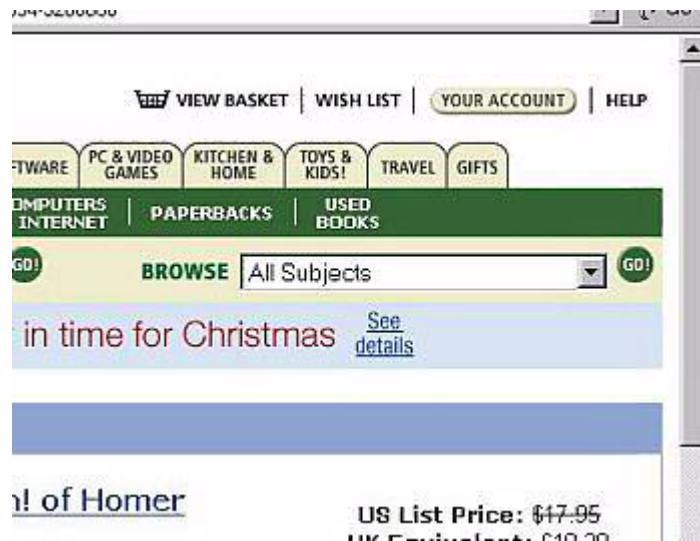 VIEW BASKET | WISH LIST | YOUR ACCOUNT | HELP
PC & VIDEO GAMES
KITCHEN & HOME
TOYS & KIDS!
TRAVEL
GIFTS
INTERNET | PAPERBACKS | USED BOOKS
GO!
BROWSE All Subjects GO!
in time for Christmas See details
of Homer
US List Price: $17.95